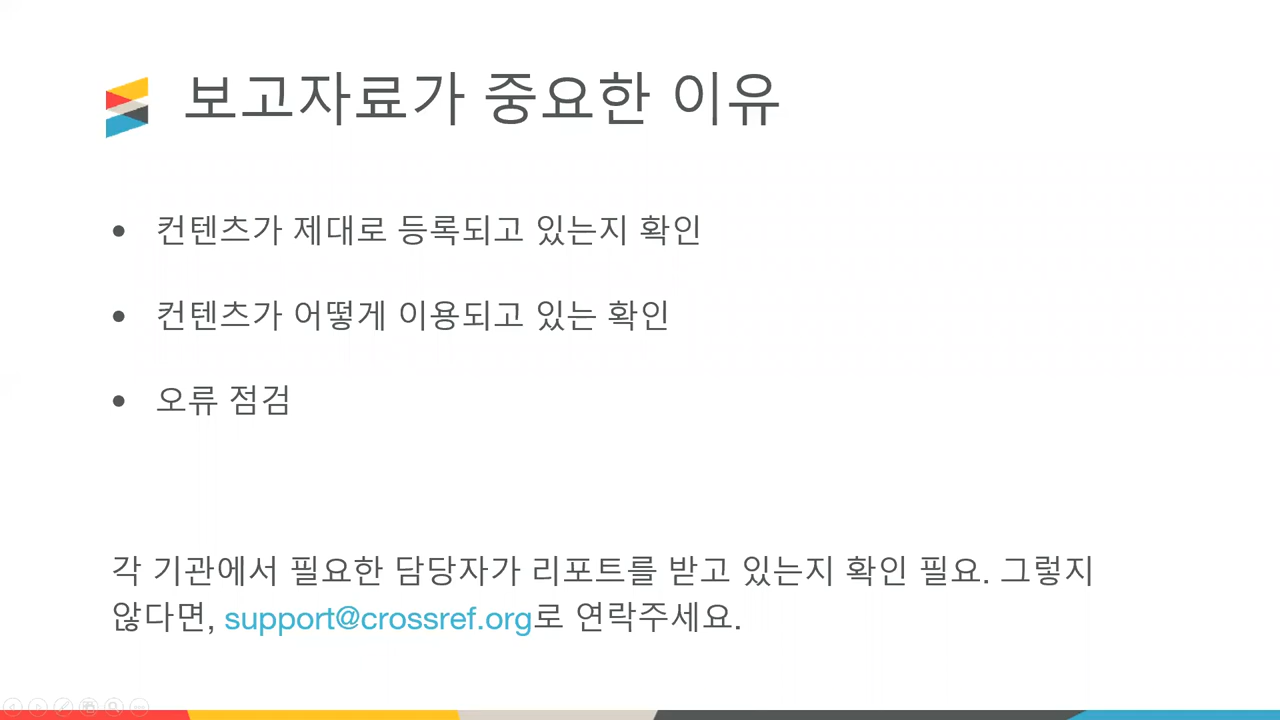 보고자료가 중요한 이유
• 컨텐츠가 제대로 등록되고 있는지 확인
• 컨텐츠가 어떻게 이용되고 있는 확인
• 오류 점검
각 기관에서 필요한 담당자가 리포트를 받고 있는지 확인 필요. 그렇지
않다면, support@crossref.org로 연락주세요.